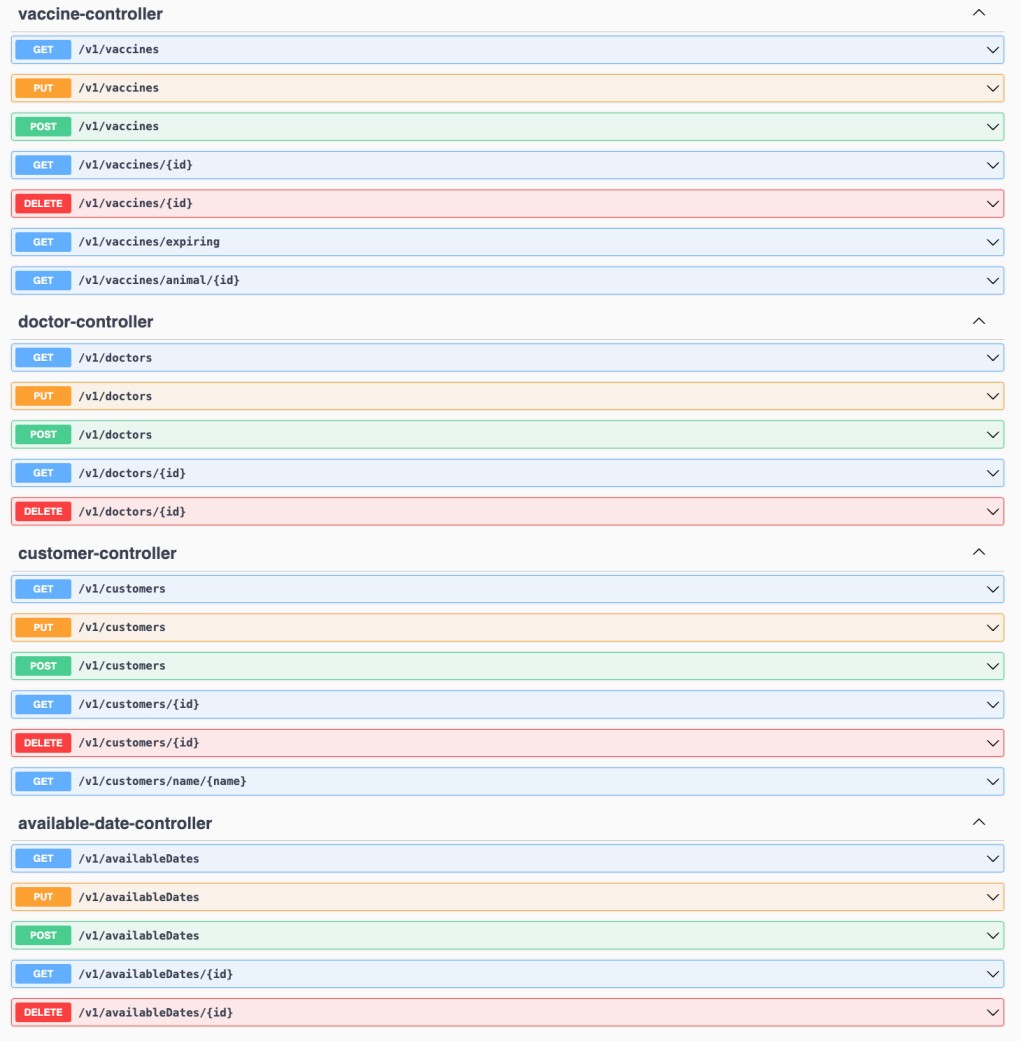 vaccine-controller
GET /v1/vaccines
PUT /v1/vaccines
POST /v1/vaccines
GET /v1/vaccines/{id}
DELETE /v1/vaccines/{id}
GET /v1/vaccines/expiring
GET /v1/vaccines/animal/{id}
doctor-controller
GET /v1/doctors
PUT /v1/doctors
POST /v1/doctors
GET /v1/doctors/{id}
DELETE /v1/doctors/{id}
customer-controller
GET /v1/customers
PUT /v1/customers
POST /v1/customers
GET /v1/customers/{id}
DELETE /v1/customers/{id}
GET /v1/customers/name/{name}
available-date-controller
GET /v1/availableDates
PUT /v1/availableDates
POST /v1/availableDates
GET /v1/availableDates/{id}
DELETE /v1/availableDates/{id}